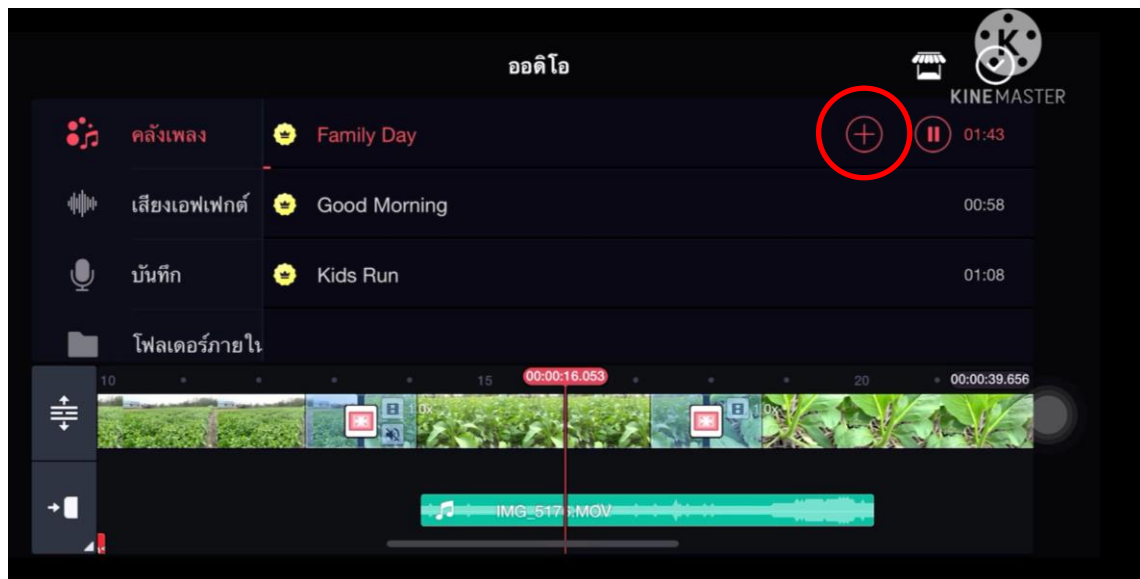 ออดิโอ
KINEMASTER
คลังเพลง Family Day 01:43
เสียงเอฟเฟกต์ Good Morning 00:58
บันทึก Kids Run 01:08
โฟลเดอร์ภายใน
10 15 00:00:16.053 20 00:00:39.656
1.0x
IMG_5176.MOV